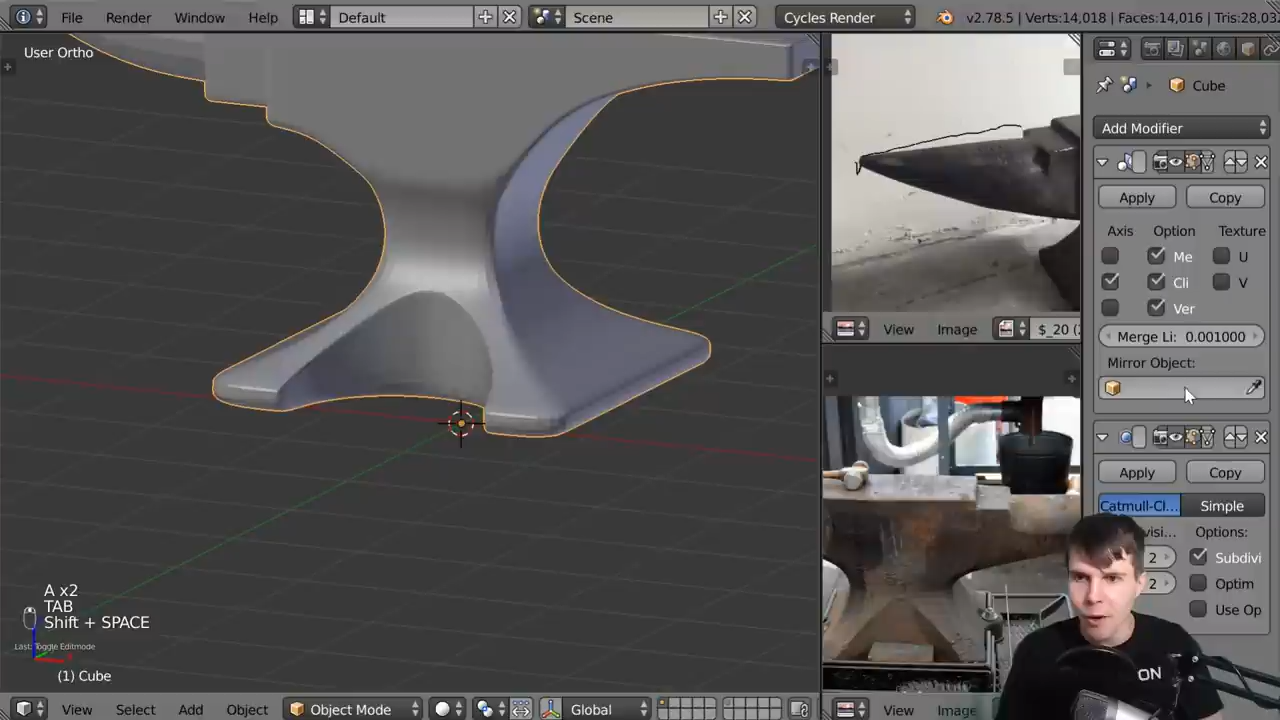 File Render Window Help Default Scene Cycles Render v2.78.5 | Verts:14,018 | Faces:14,016 | Tris:28,03
User Ortho
Cube
Add Modifier
Apply Copy
Axis Option Texture
Me U
Cli V
Ver
Merge Li: 0.001000
Mirror Object:
View Image $_20 (
Apply Copy
Catmull-Cl... Simple
Options:
2 Subdivi
2 Optim
Use Op
A x2
TAB
Shift + SPACE
Last: Toggle Editmode
(1) Cube
ON
View Select Add Object Object Mode Global
View Image